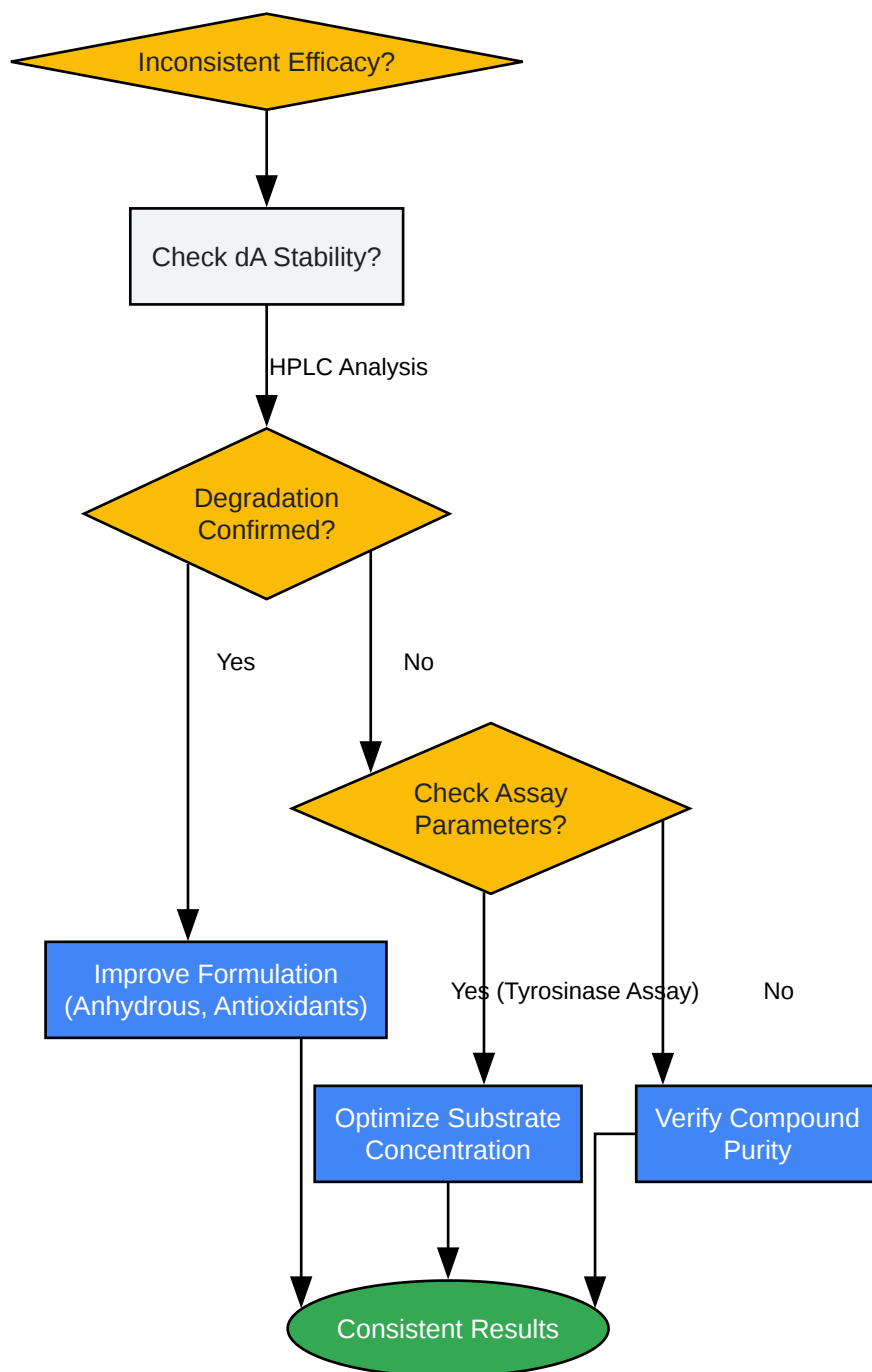 Inconsistent Efficacy?
Check dA Stability?
HPLC Analysis
Degradation
Confirmed?
Yes
No
Check Assay
Parameters?
Improve Formulation
(Anhydrous, Antioxidants)
Yes (Tyrosinase Assay)
No
Optimize Substrate
Concentration
Verify Compound
Purity
Consistent Results